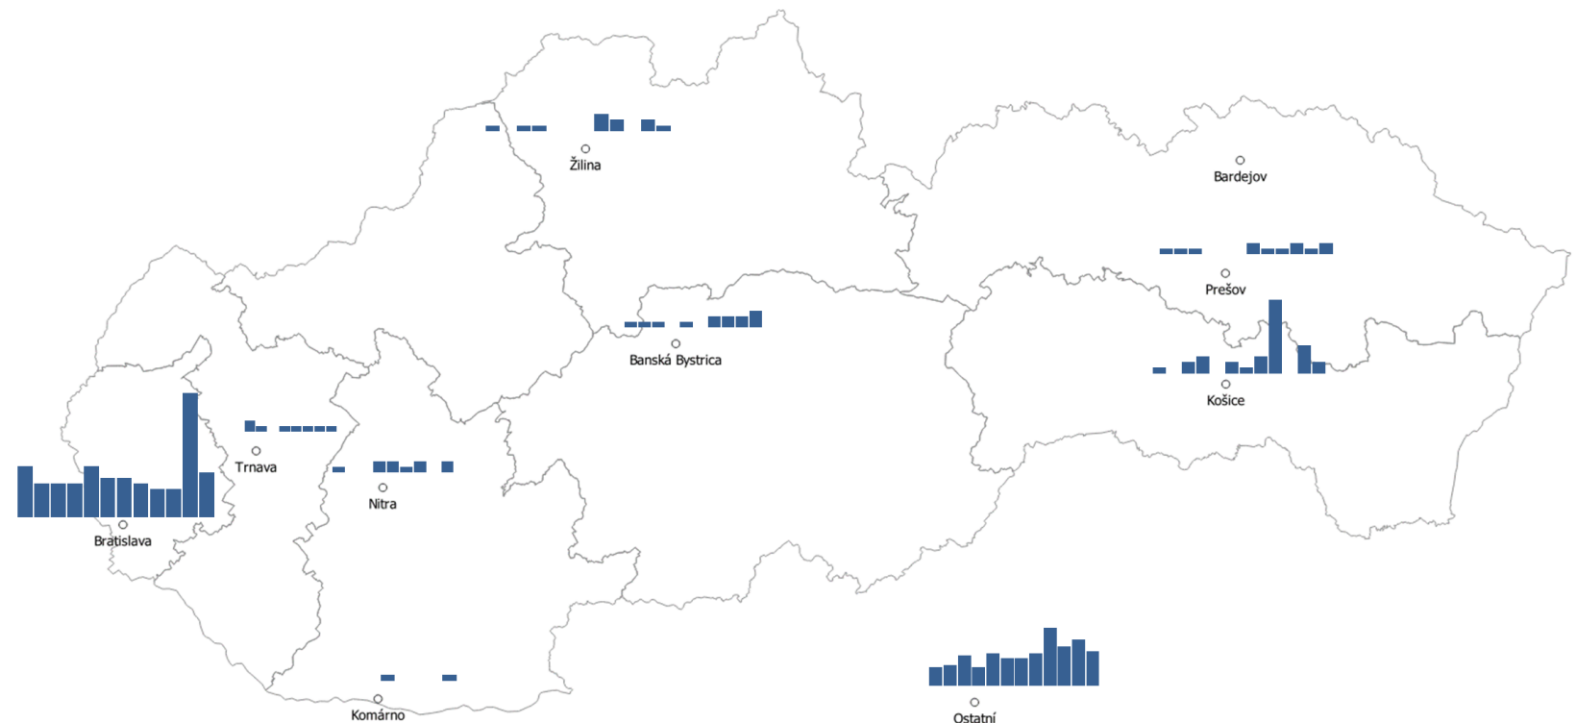 Žilina
Bardejov
Prešov
Banská Bystrica
Košice
Trnava
Nitra
Bratislava
Komárno
Ostatní